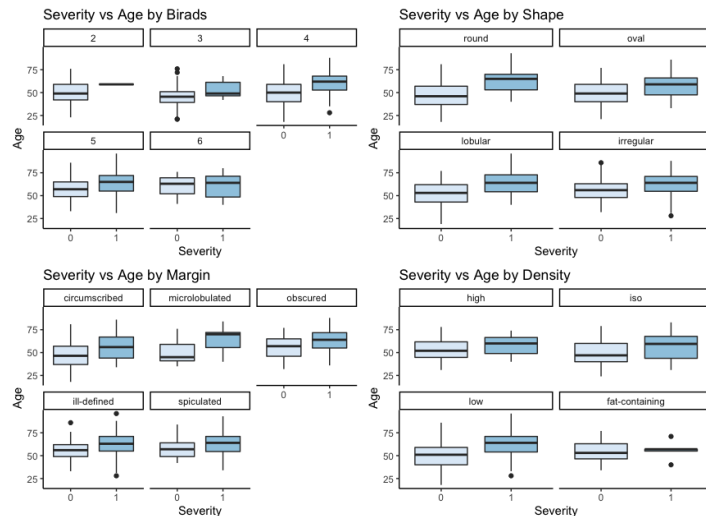 Severity vs Age by Birads
2 3 4
75
50
25
Age
5 6
75
50
25
0 1 0 1 0 1
Severity
Severity vs Age by Shape
round oval
75
50
25
Age
lobular irregular
75
50
25
0 1 0 1
Severity
Severity vs Age by Margin
circumscribed microlobulated obscured
75
50
25
Age
ill-defined spiculated
75
50
25
0 1 0 1 0 1
Severity
Severity vs Age by Density
high iso
75
50
25
Age
low fat-containing
75
50
25
0 1 0 1
Severity